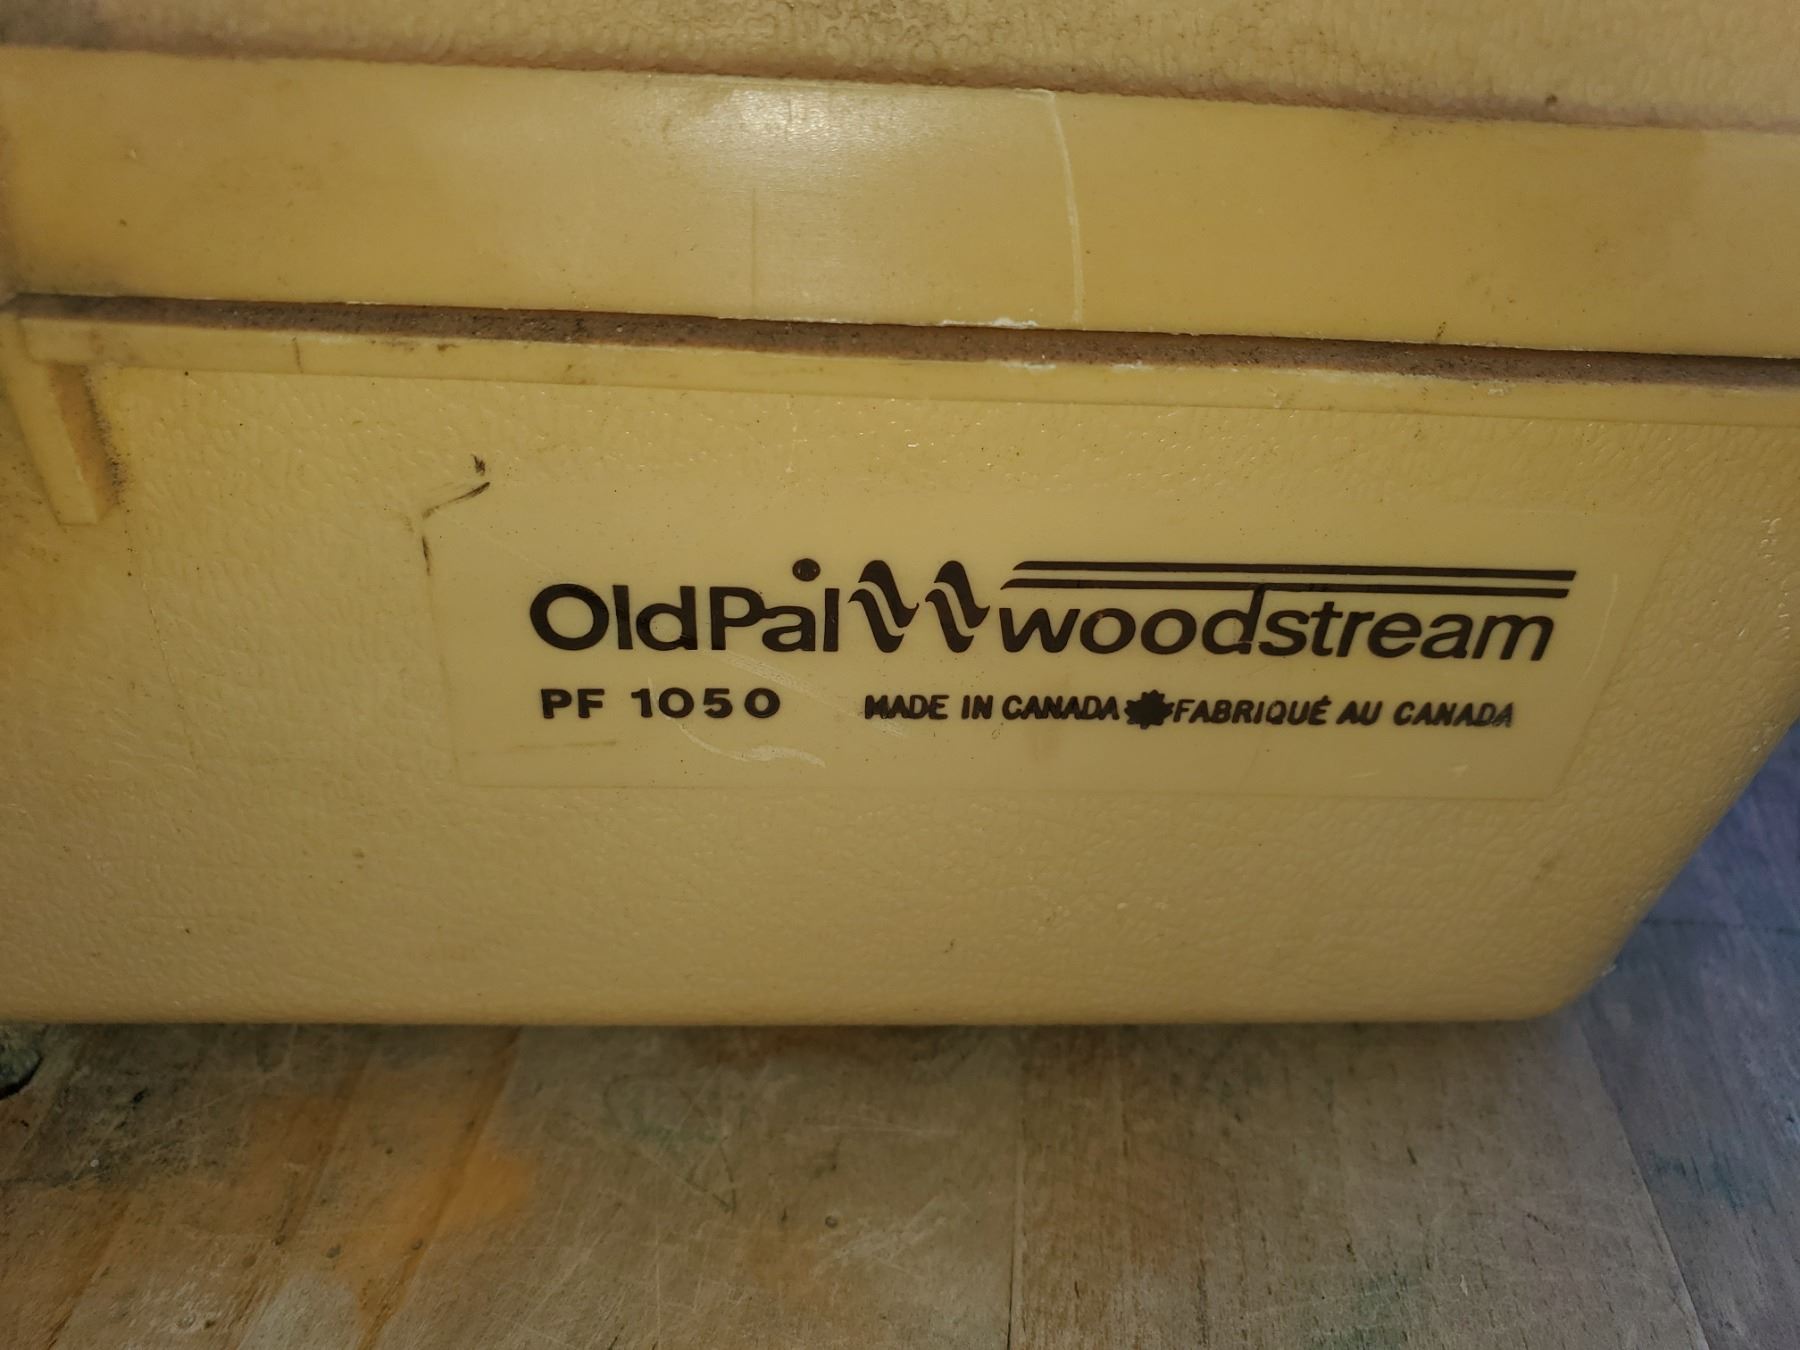 OldPal woodstream
PF 1050 MADE IN CANADA FABRIQUÉ AU CANADA